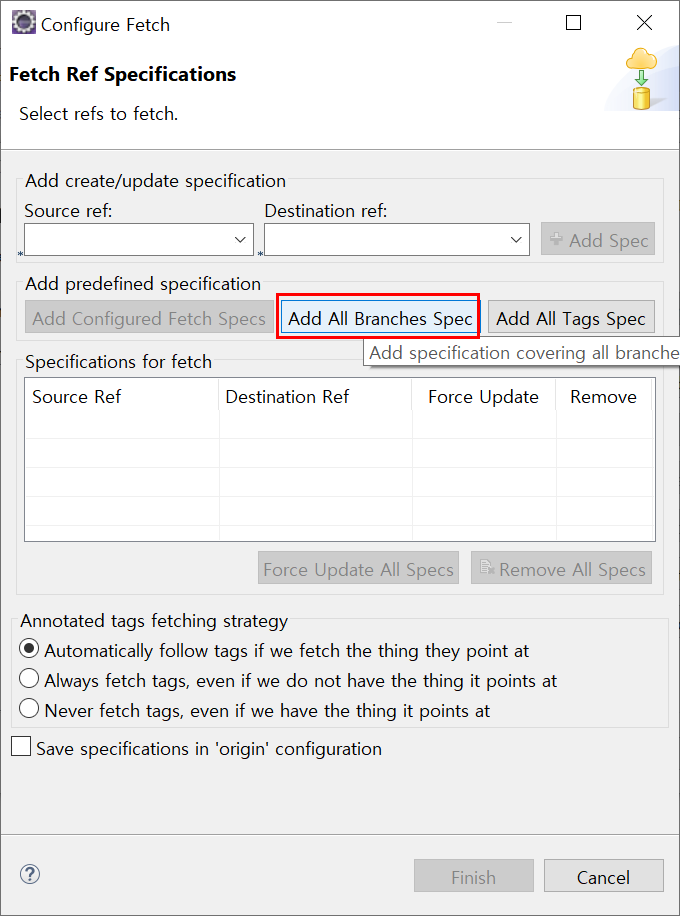 Configure Fetch
Fetch Ref Specifications
Select refs to fetch.
Add create/update specification
Source ref: Destination ref:
* * Add Spec
Add predefined specification
Add Configured Fetch Specs Add All Branches Spec Add All Tags Spec
Add specification covering all branche
Specifications for fetch
Source Ref Destination Ref Force Update Remove
Force Update All Specs Remove All Specs
Annotated tags fetching strategy
Automatically follow tags if we fetch the thing they point at
Always fetch tags, even if we do not have the thing it points at
Never fetch tags, even if we have the thing it points at
Save specifications in 'origin' configuration
? Finish Cancel